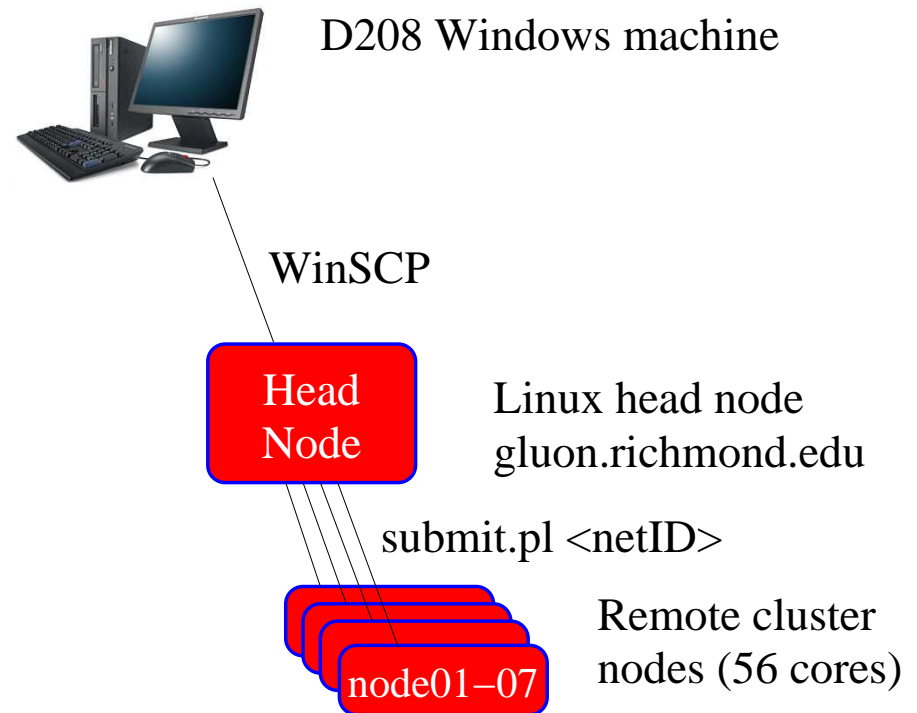 D208 Windows machine
WinSCP
Head
Node
Linux head node
gluon.richmond.edu
submit.pl <netID>
Remote cluster
nodes (56 cores)
node01−07